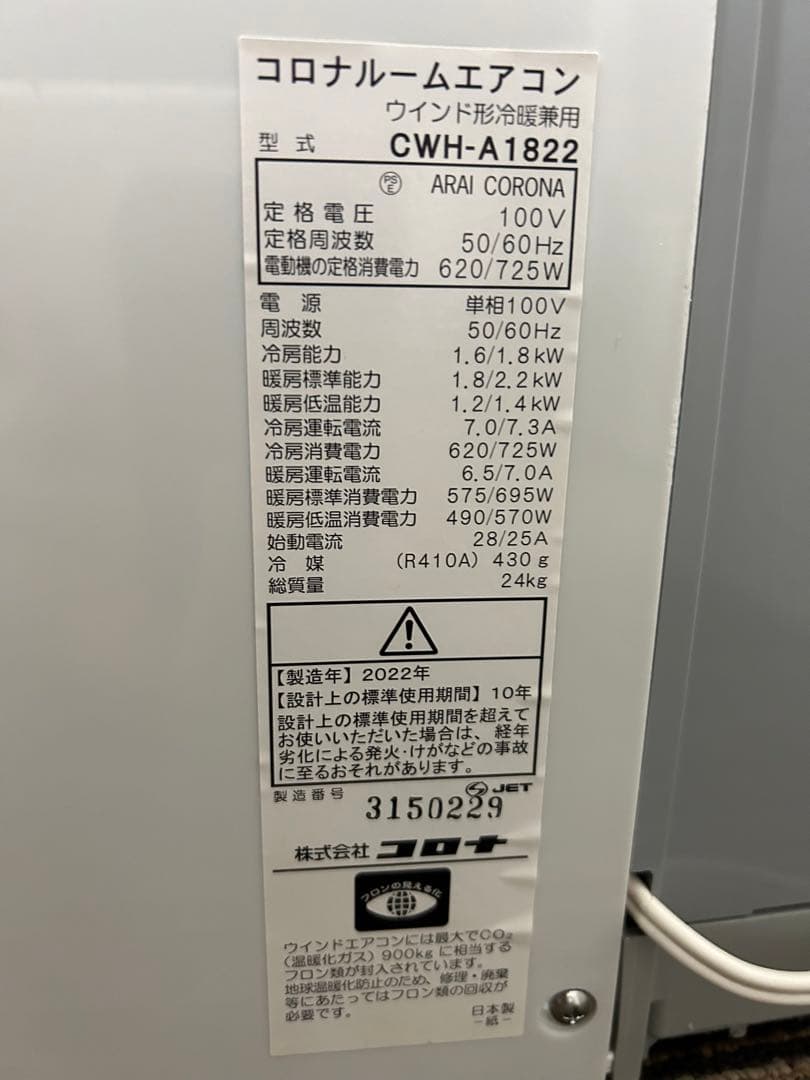 コロナルームエアコン
ウインド形冷暖兼用
型式 CWH-A1822
PSE ARAI CORONA
定格電圧 100V
定格周波数 50/60Hz
電動機の定格消費電力 620/725W
電源 単相100V
周波数 50/60Hz
冷房能力 1.6/1.8kW
暖房標準能力 1.8/2.2kW
暖房低温能力 1.2/1.4kW
冷房運転電流 7.0/7.3A
冷房消費電力 620/725W
暖房運転電流 6.5/7.0A
暖房標準消費電力 575/695W
暖房低温消費電力 490/570W
始動電流 28/25A
冷媒 (R410A) 430g
総質量 24kg
【製造年】2022年
【設計上の標準使用期間】10年
設計上の標準使用期間を超えて
お使いいただいた場合は、経年
劣化による発火・けがなどの事故
に至るおそれがあります。
JET
製造番号 3150229
株式会社 コロナ
フロンの見える化
ウインドエアコンには最大でCO₂
(温暖化ガス) 900kgに相当する
フロン類が封入されています。
地球温暖化防止のため、修理・廃棄
等にあたってはフロン類の回収が
必要です。
日本製
-紙-